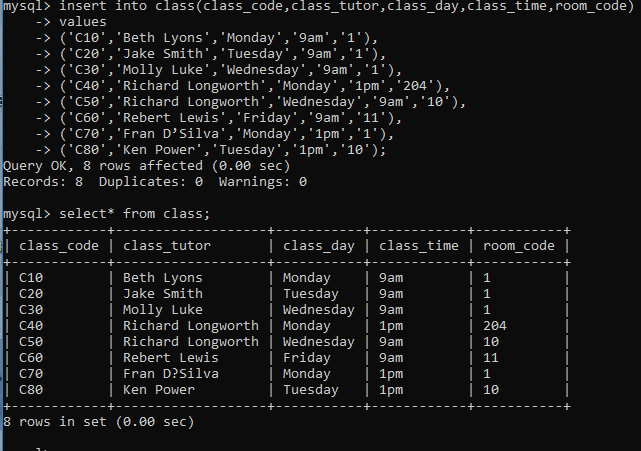 mysql> insert into class(class_code,class_tutor,class_day,class_time,room_code)
    -> values
    -> ('C10','Beth Lyons','Monday','9am','1'),
    -> ('C20','Jake Smith','Tuesday','9am','1'),
    -> ('C30','Molly Luke','Wednesday','9am','1'),
    -> ('C40','Richard Longworth','Monday','1pm','204'),
    -> ('C50','Richard Longworth','Wednesday','9am','10'),
    -> ('C60','Rebert Lewis','Friday','9am','11'),
    -> ('C70','Fran D’Silva','Monday','1pm','1'),
    -> ('C80','Ken Power','Tuesday','1pm','10');
Query OK, 8 rows affected (0.00 sec)
Records: 8  Duplicates: 0  Warnings: 0

mysql> select* from class;
+------------+-------------------+-----------+------------+-----------+
| class_code | class_tutor       | class_day | class_time | room_code |
+------------+-------------------+-----------+------------+-----------+
| C10        | Beth Lyons        | Monday    | 9am        | 1         |
| C20        | Jake Smith        | Tuesday   | 9am        | 1         |
| C30        | Molly Luke        | Wednesday | 9am        | 1         |
| C40        | Richard Longworth | Monday    | 1pm        | 204       |
| C50        | Richard Longworth | Wednesday | 9am        | 10        |
| C60        | Rebert Lewis      | Friday    | 9am        | 11        |
| C70        | Fran D?Silva      | Monday    | 1pm        | 1         |
| C80        | Ken Power         | Tuesday   | 1pm        | 10        |
+------------+-------------------+-----------+------------+-----------+
8 rows in set (0.00 sec)